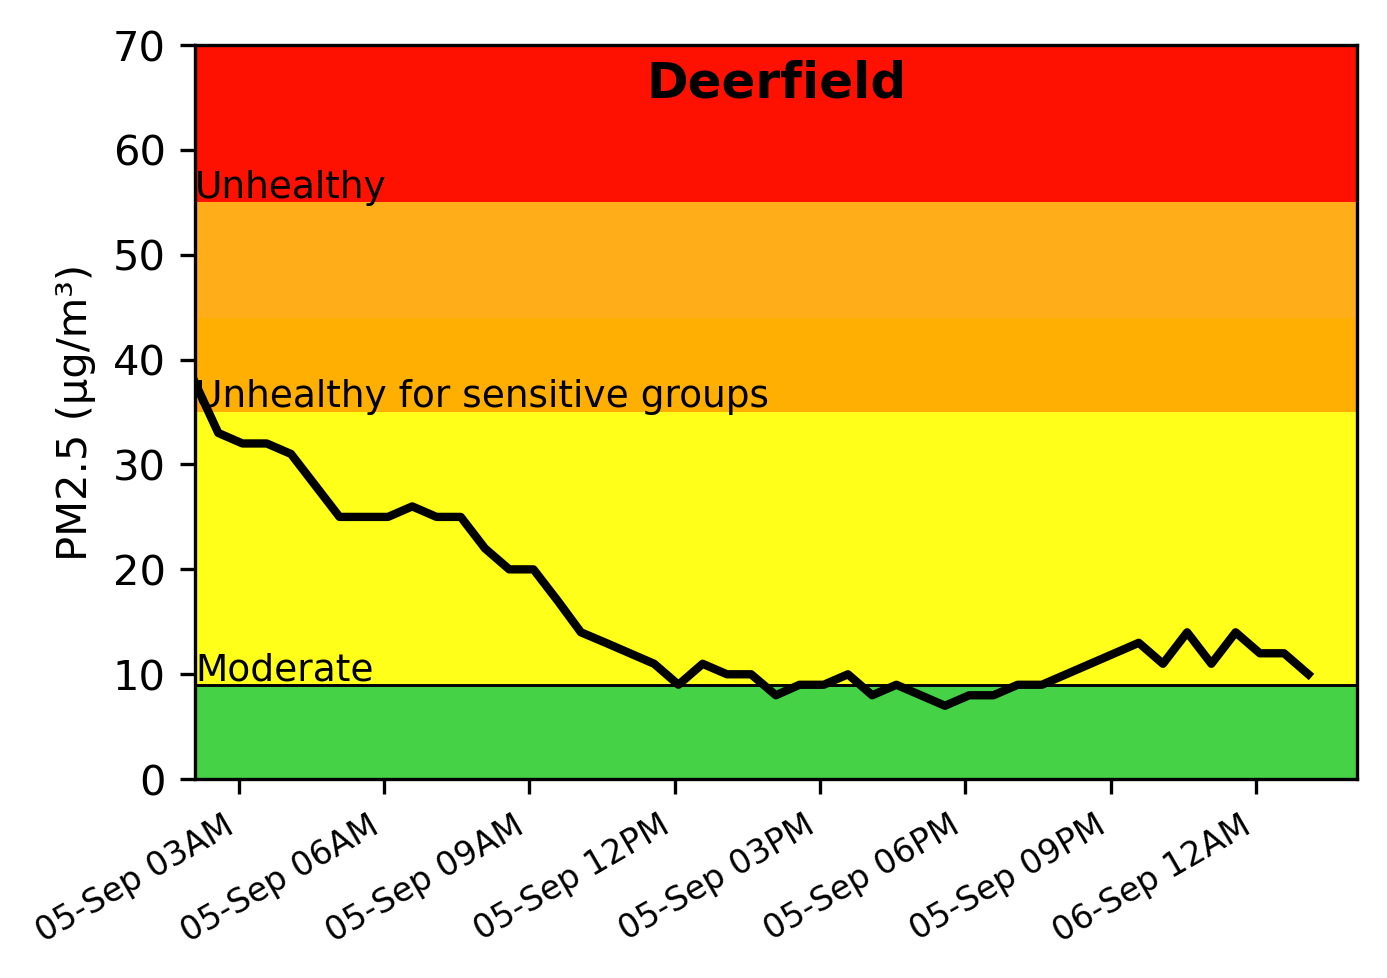 Deerfield
PM2.5 (µg/m³)
70
60
Unhealthy
50
40
Unhealthy for sensitive groups
30
20
10
Moderate
0
05-Sep 03AM
05-Sep 06AM
05-Sep 09AM
05-Sep 12PM
05-Sep 03PM
05-Sep 06PM
05-Sep 09PM
06-Sep 12AM